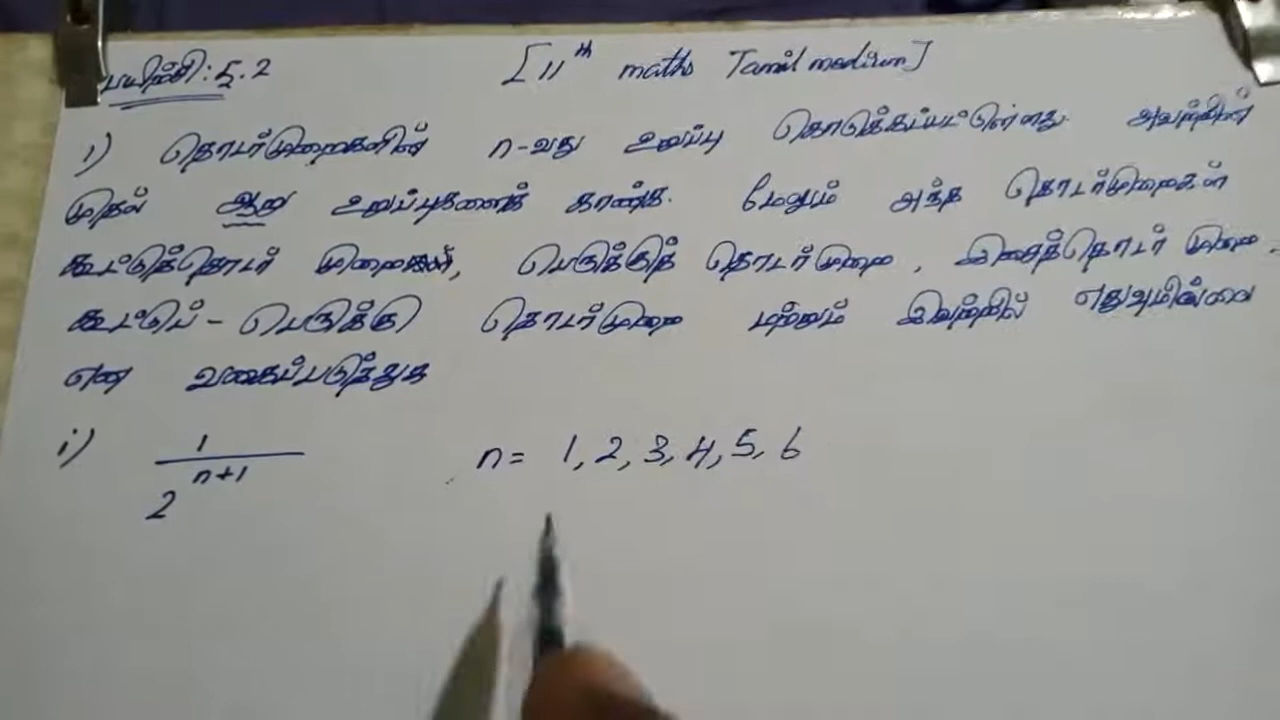 பயிற்சி : 5.2 [11th maths Tamil medium]
1) தொடர்முறைகளின் n-வது உறுப்பு கொடுக்கப்பட்டுள்ளது அவற்றின்
முதல் ஆறு உறுப்புகளைக் காண்க. மேலும் அந்த தொடர்முறைகள்
கூட்டுத்தொடர் முறைகள், பெருக்குத் தொடர்முறை, இசைத்தொடர் முறை,
கூட்டுப் - பெருக்கு தொடர்முறை மற்றும் இவற்றில் எதுவுமில்லை
என வகைப்படுத்துக
i) 1/2^(n+1) n = 1, 2, 3, 4, 5, 6